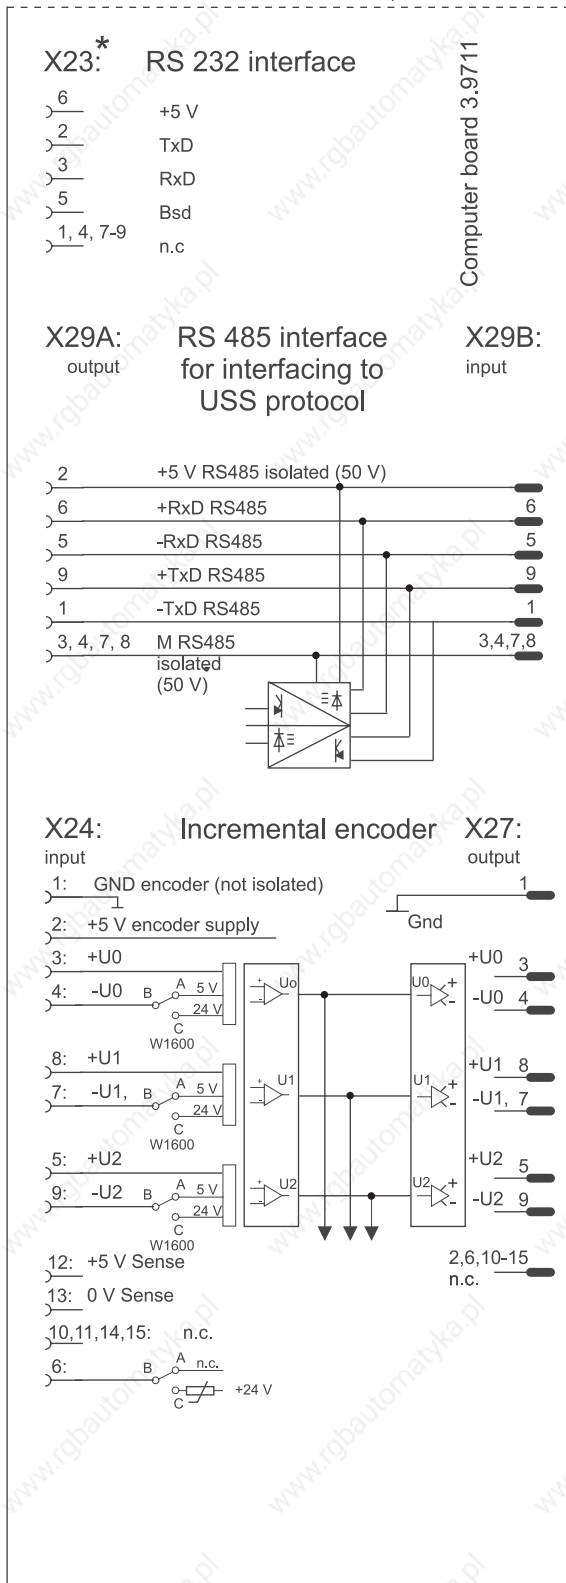 X23:* RS 232 interface
Computer board 3.9711
6 +5 V
2 TxD
3 RxD
5 Bsd
1, 4, 7-9 n.c
X29A: RS 485 interface X29B:
output for interfacing to input
USS protocol
2 +5 V RS485 isolated (50 V)
6 +RxD RS485 6
5 -RxD RS485 5
9 +TxD RS485 9
1 -TxD RS485 1
3, 4, 7, 8 M RS485 3,4,7,8
isolated
(50 V)
X24: Incremental encoder X27:
input output
1: GND encoder (not isolated) 1
Gnd
2: +5 V encoder supply
3: +U0 +U0 3
4: -U0 B A 5 V + - Uo U0 + - -U0 4
24 V
C
W1600
8: +U1 +U1 8
7: -U1, B A 5 V + - U1 U1 + - -U1, 7
24 V
C
W1600
5: +U2 +U2 5
9: -U2 B A 5 V + - U2 U2 + - -U2 9
24 V
C
W1600
12: +5 V Sense 2,6,10-15
n.c.
13: 0 V Sense
10,11,14,15: n.c.
6: B A n.c.
C +24 V
www.rgbautomatyka.pl